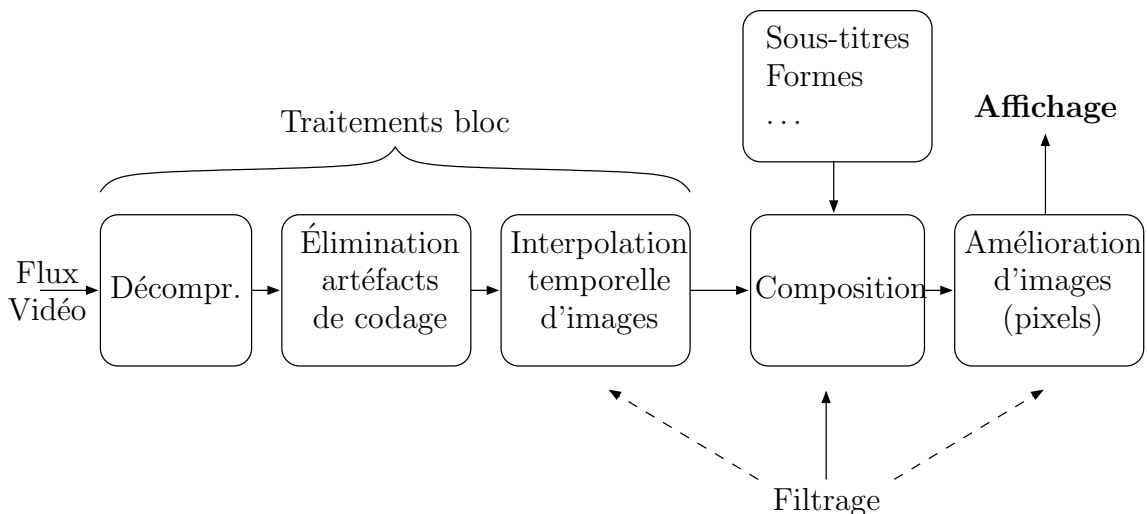 Sous-titres
Formes
. . .
Affichage
Traitements bloc
Flux
Vidéo
Décompr.
Élimination
artéfacts
de codage
Interpolation
temporelle
d'images
Composition
Amélioration
d'images
(pixels)
Filtrage